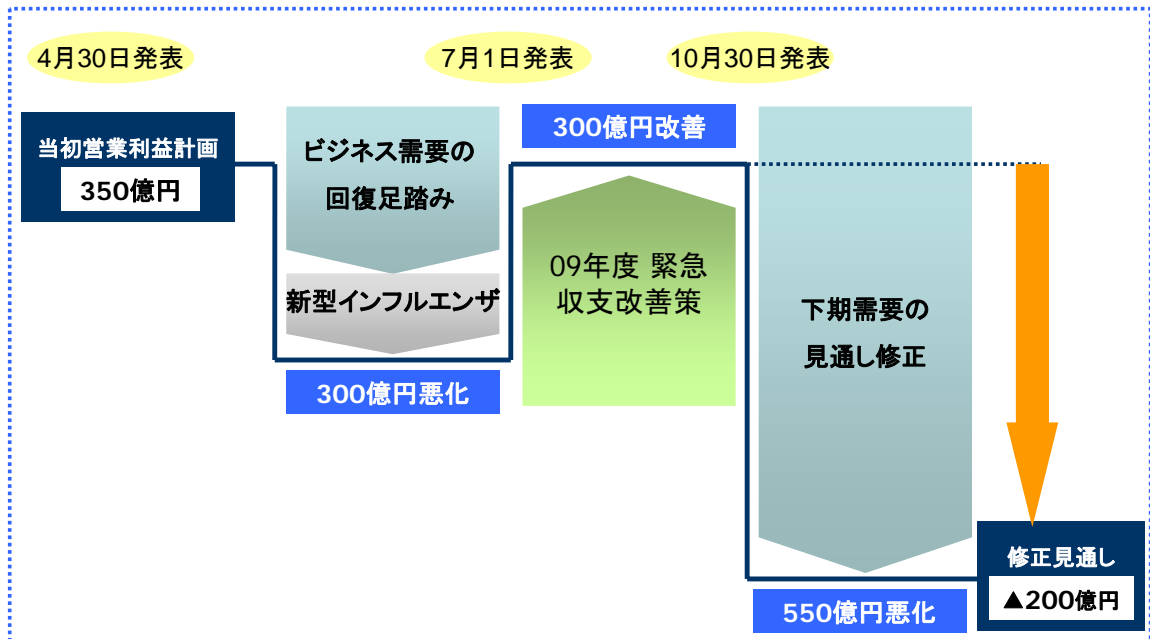 4月30日発表
7月1日発表
10月30日発表
当初営業利益計画
350億円
ビジネス需要の
回復足踏み
新型インフルエンザ
300億円悪化
300億円改善
09年度 緊急
収支改善策
下期需要の
見通し修正
550億円悪化
修正見通し
▲200億円